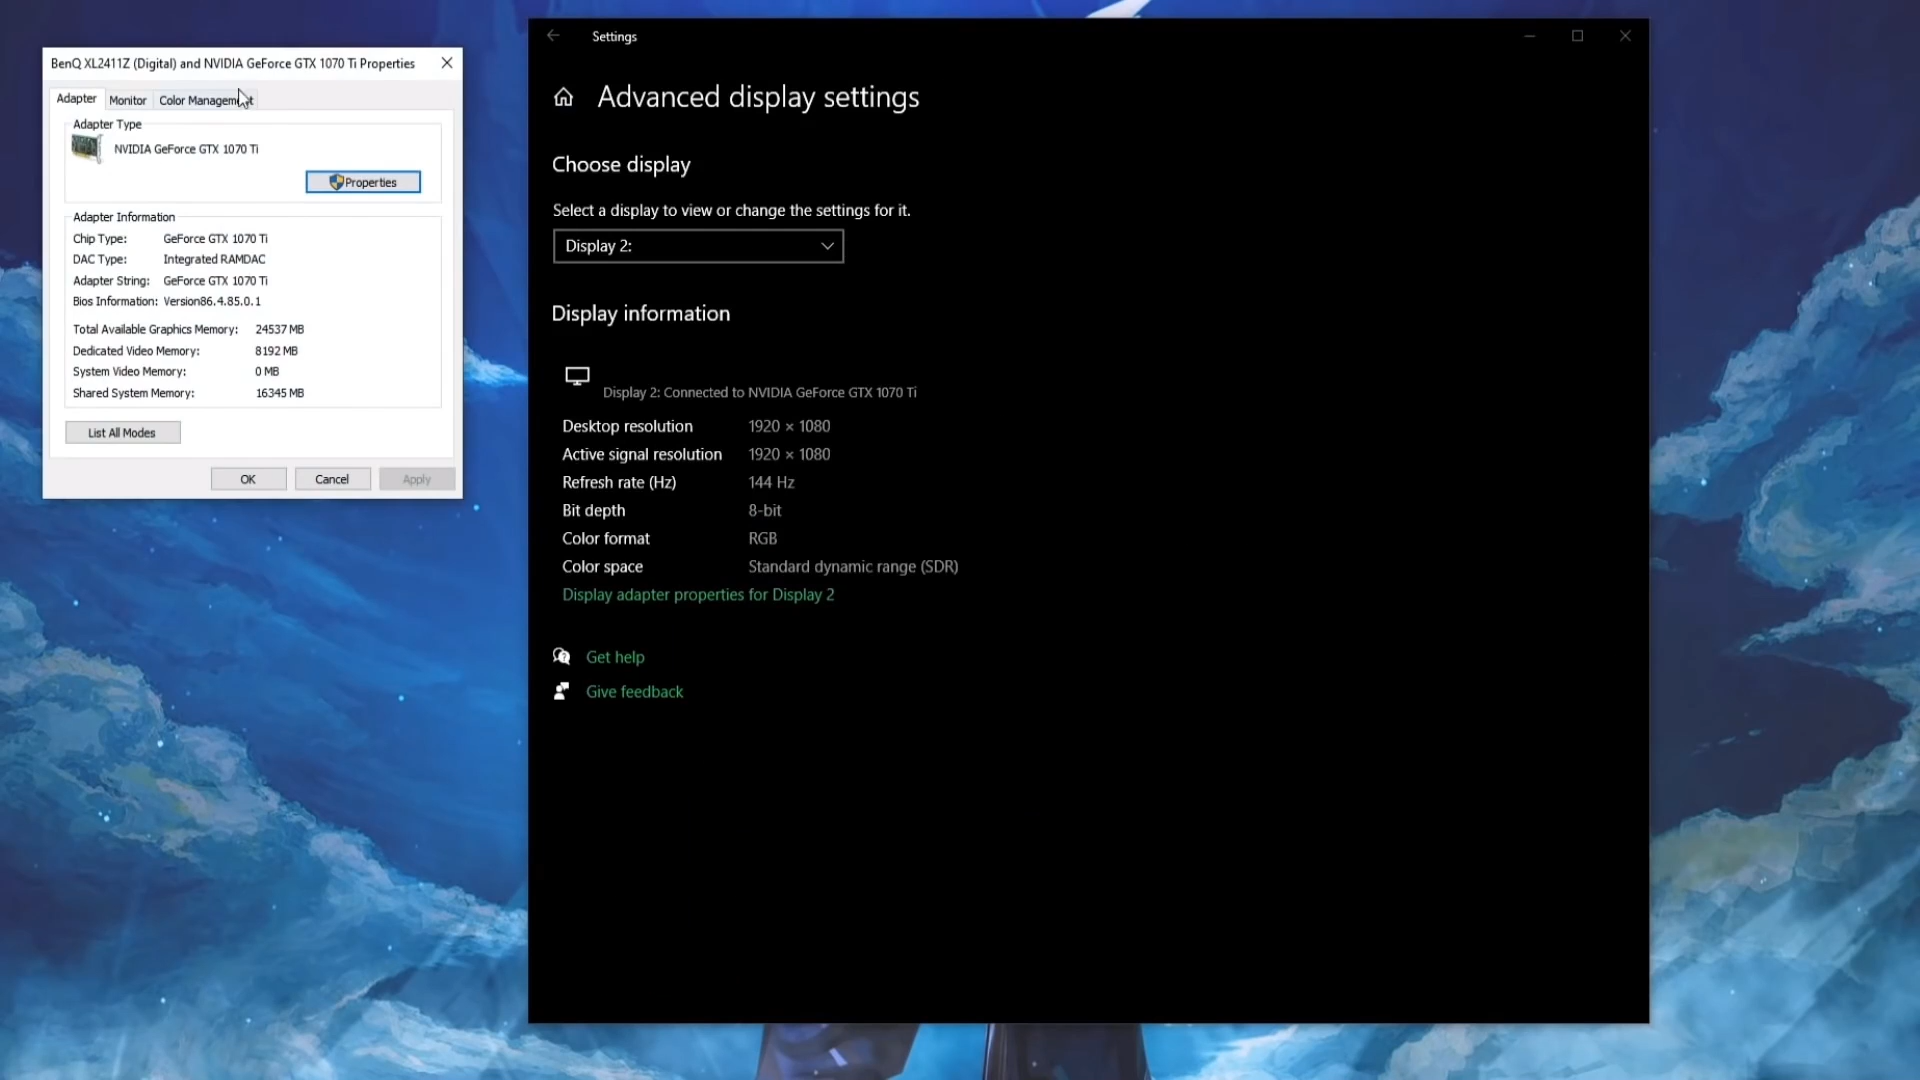 BenQ XL2411Z (Digital) and NVIDIA GeForce GTX 1070 Ti Properties
Adapter Monitor Color Management
Adapter Type
NVIDIA GeForce GTX 1070 Ti
Properties
Adapter Information
Chip Type: GeForce GTX 1070 Ti
DAC Type: Integrated RAMDAC
Adapter String: GeForce GTX 1070 Ti
Bios Information: Version86.4.85.0.1
Total Available Graphics Memory: 24537 MB
Dedicated Video Memory: 8192 MB
System Video Memory: 0 MB
Shared System Memory: 16345 MB
List All Modes
OK Cancel Apply
Settings
Advanced display settings
Choose display
Select a display to view or change the settings for it.
Display 2:
Display information
Display 2: Connected to NVIDIA GeForce GTX 1070 Ti
Desktop resolution 1920 × 1080
Active signal resolution 1920 × 1080
Refresh rate (Hz) 144 Hz
Bit depth 8-bit
Color format RGB
Color space Standard dynamic range (SDR)
Display adapter properties for Display 2
Get help
Give feedback